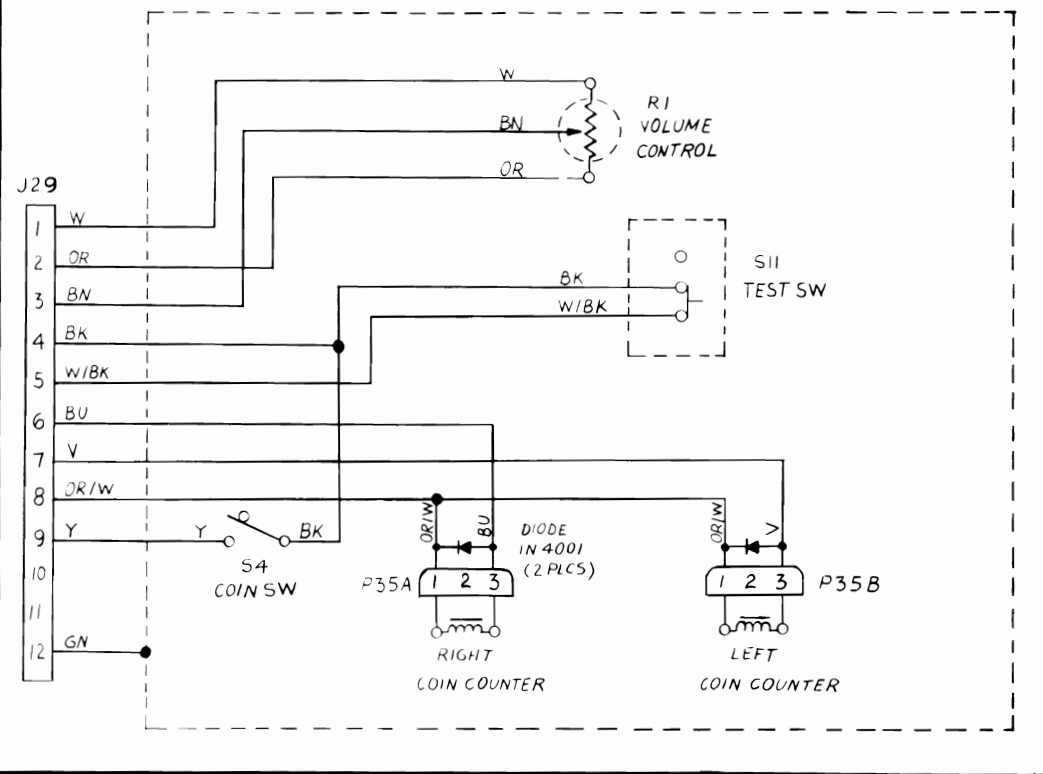 W
R1
VOLUME
CONTROL
BN
OR
J29
1 W
2 OR
3 BN
4 BK
5 W/BK
6 BU
7 V
8 OR/W
9 Y
10
11
12 GN
BK
W/BK
S11
TEST SW
Y
BK
S4
COIN SW
OR/W
BU
DIODE
IN 4001
(2 PLCS)
OR/W
V
P35A
1 2 3
1 2 3
P35B
RIGHT
COIN COUNTER
LEFT
COIN COUNTER